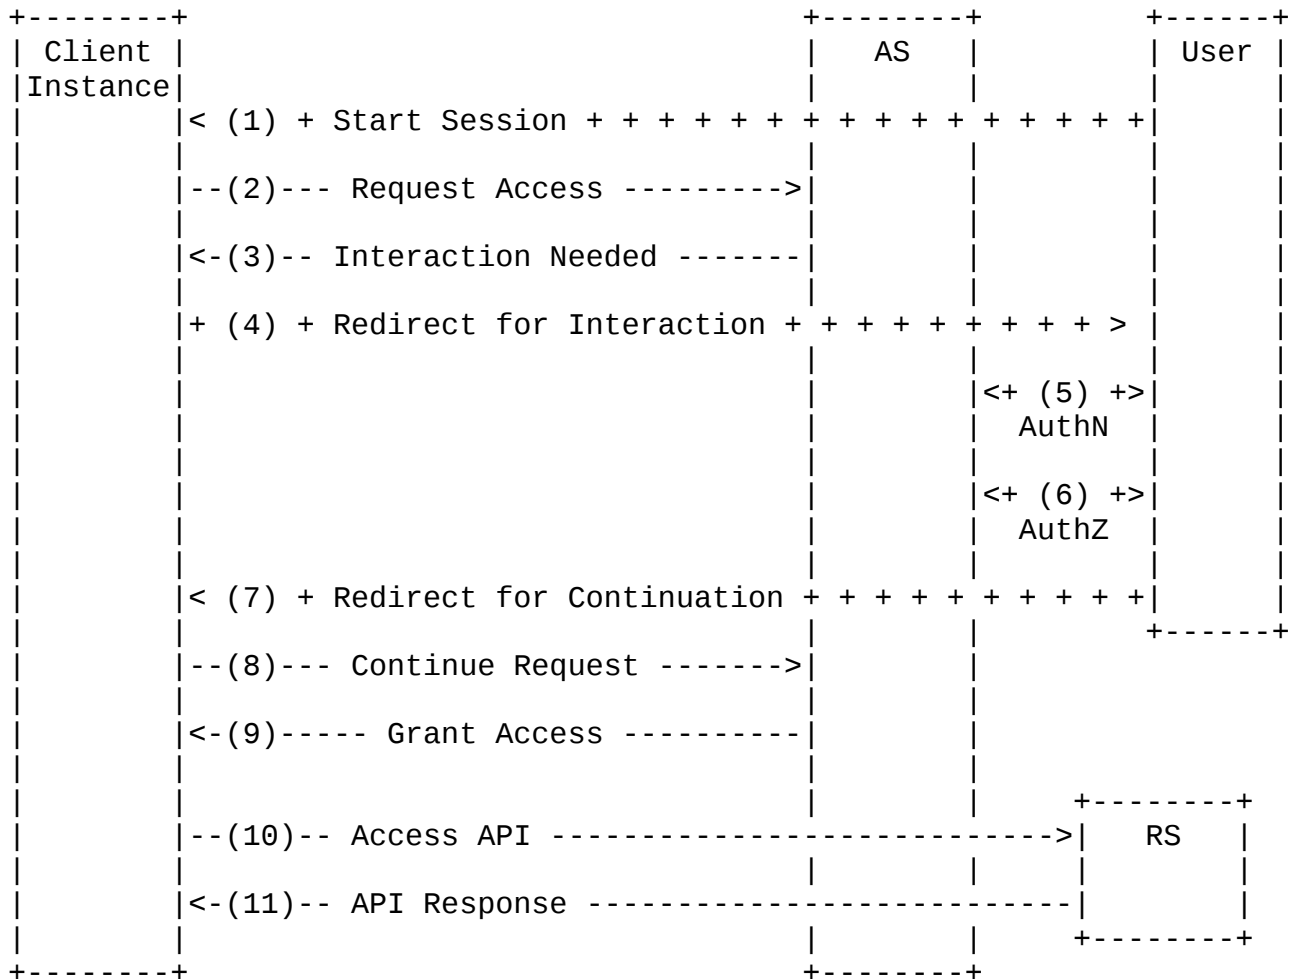 Client AS User
Instance
(1) Start Session
(2) Request Access
(3) Interaction Needed
(4) Redirect for Interaction
(5)
AuthN
(6)
AuthZ
(7) Redirect for Continuation
(8) Continue Request
(9) Grant Access
(10) Access API RS
(11) API Response